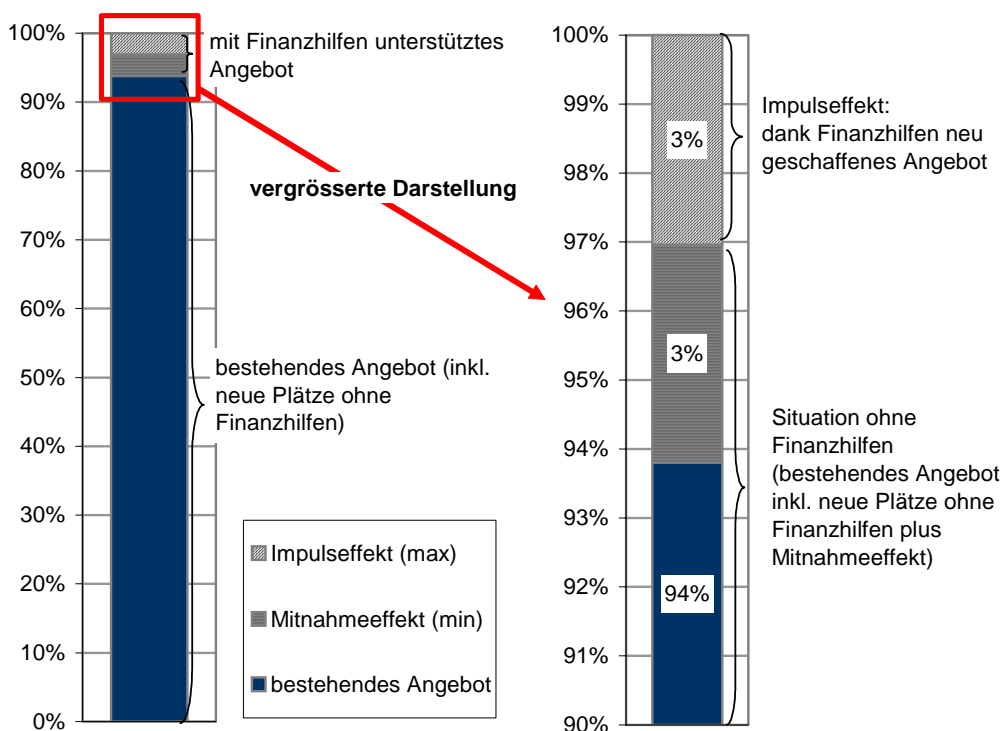 100%
90%
80%
70%
60%
50%
40%
30%
20%
10%
0%
mit Finanzhilfen unterstütztes
Angebot
vergrösserte Darstellung
bestehendes Angebot (inkl.
neue Plätze ohne
Finanzhilfen)
Impulseffekt (max)
Mitnahmeeffekt (min)
bestehendes Angebot
100%
99%
98%
97%
96%
95%
94%
93%
92%
91%
90%
3%
3%
94%
Impulseffekt:
dank Finanzhilfen neu
geschaffenes Angebot
Situation ohne
Finanzhilfen
(bestehendes Angebot
inkl. neue Plätze ohne
Finanzhilfen plus
Mitnahmeeffekt)